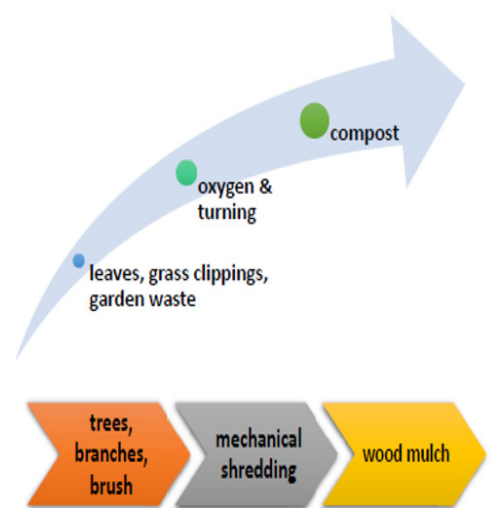 compost
oxygen &
turning
leaves, grass clippings,
garden waste
trees,
branches,
brush
mechanical
shredding
wood mulch